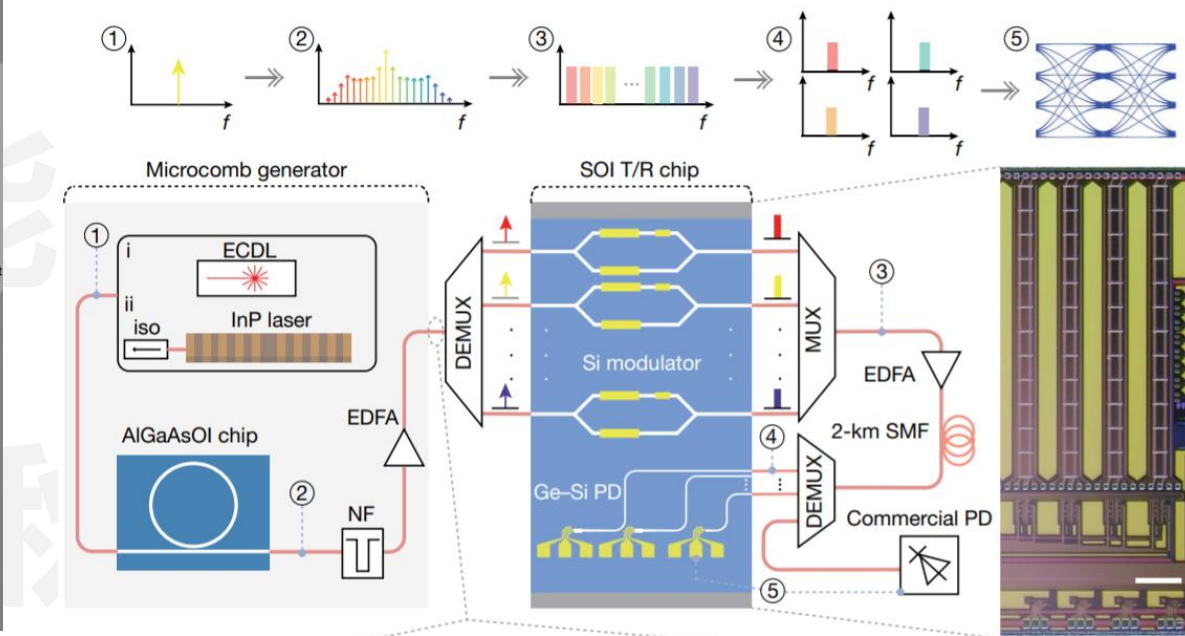 ① ② ③ ④ ⑤
f f f f f
f f
Microcomb generator SOI T/R chip
①
i
ECDL
ii
iso InP laser
DEMUX
Si modulator
MUX
③
EDFA
EDFA
2-km SMF
AlGaAsOI chip
②
NF
Ge–Si PD
④
DEMUX
Commercial PD
⑤